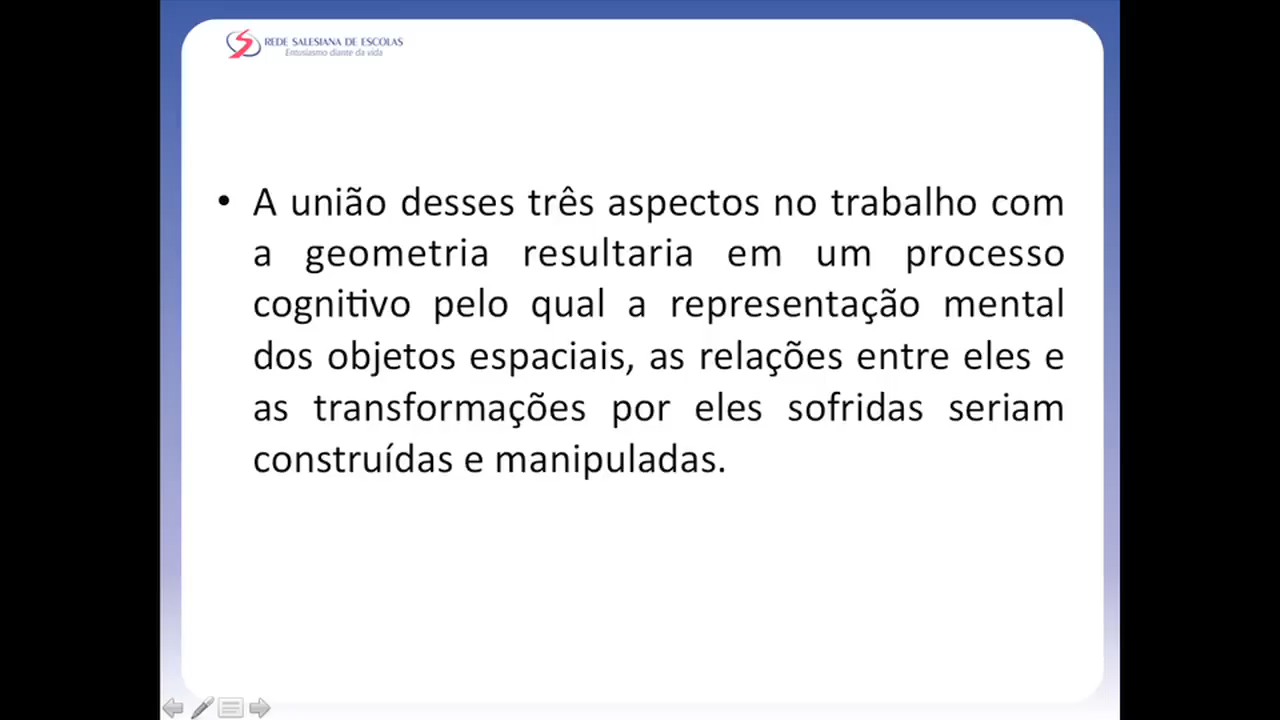 REDE SALESIANA DE ESCOLAS
Entusiasmo diante da vida
• A união desses três aspectos no trabalho com
a geometria resultaria em um processo
cognitivo pelo qual a representação mental
dos objetos espaciais, as relações entre eles e
as transformações por eles sofridas seriam
construídas e manipuladas.